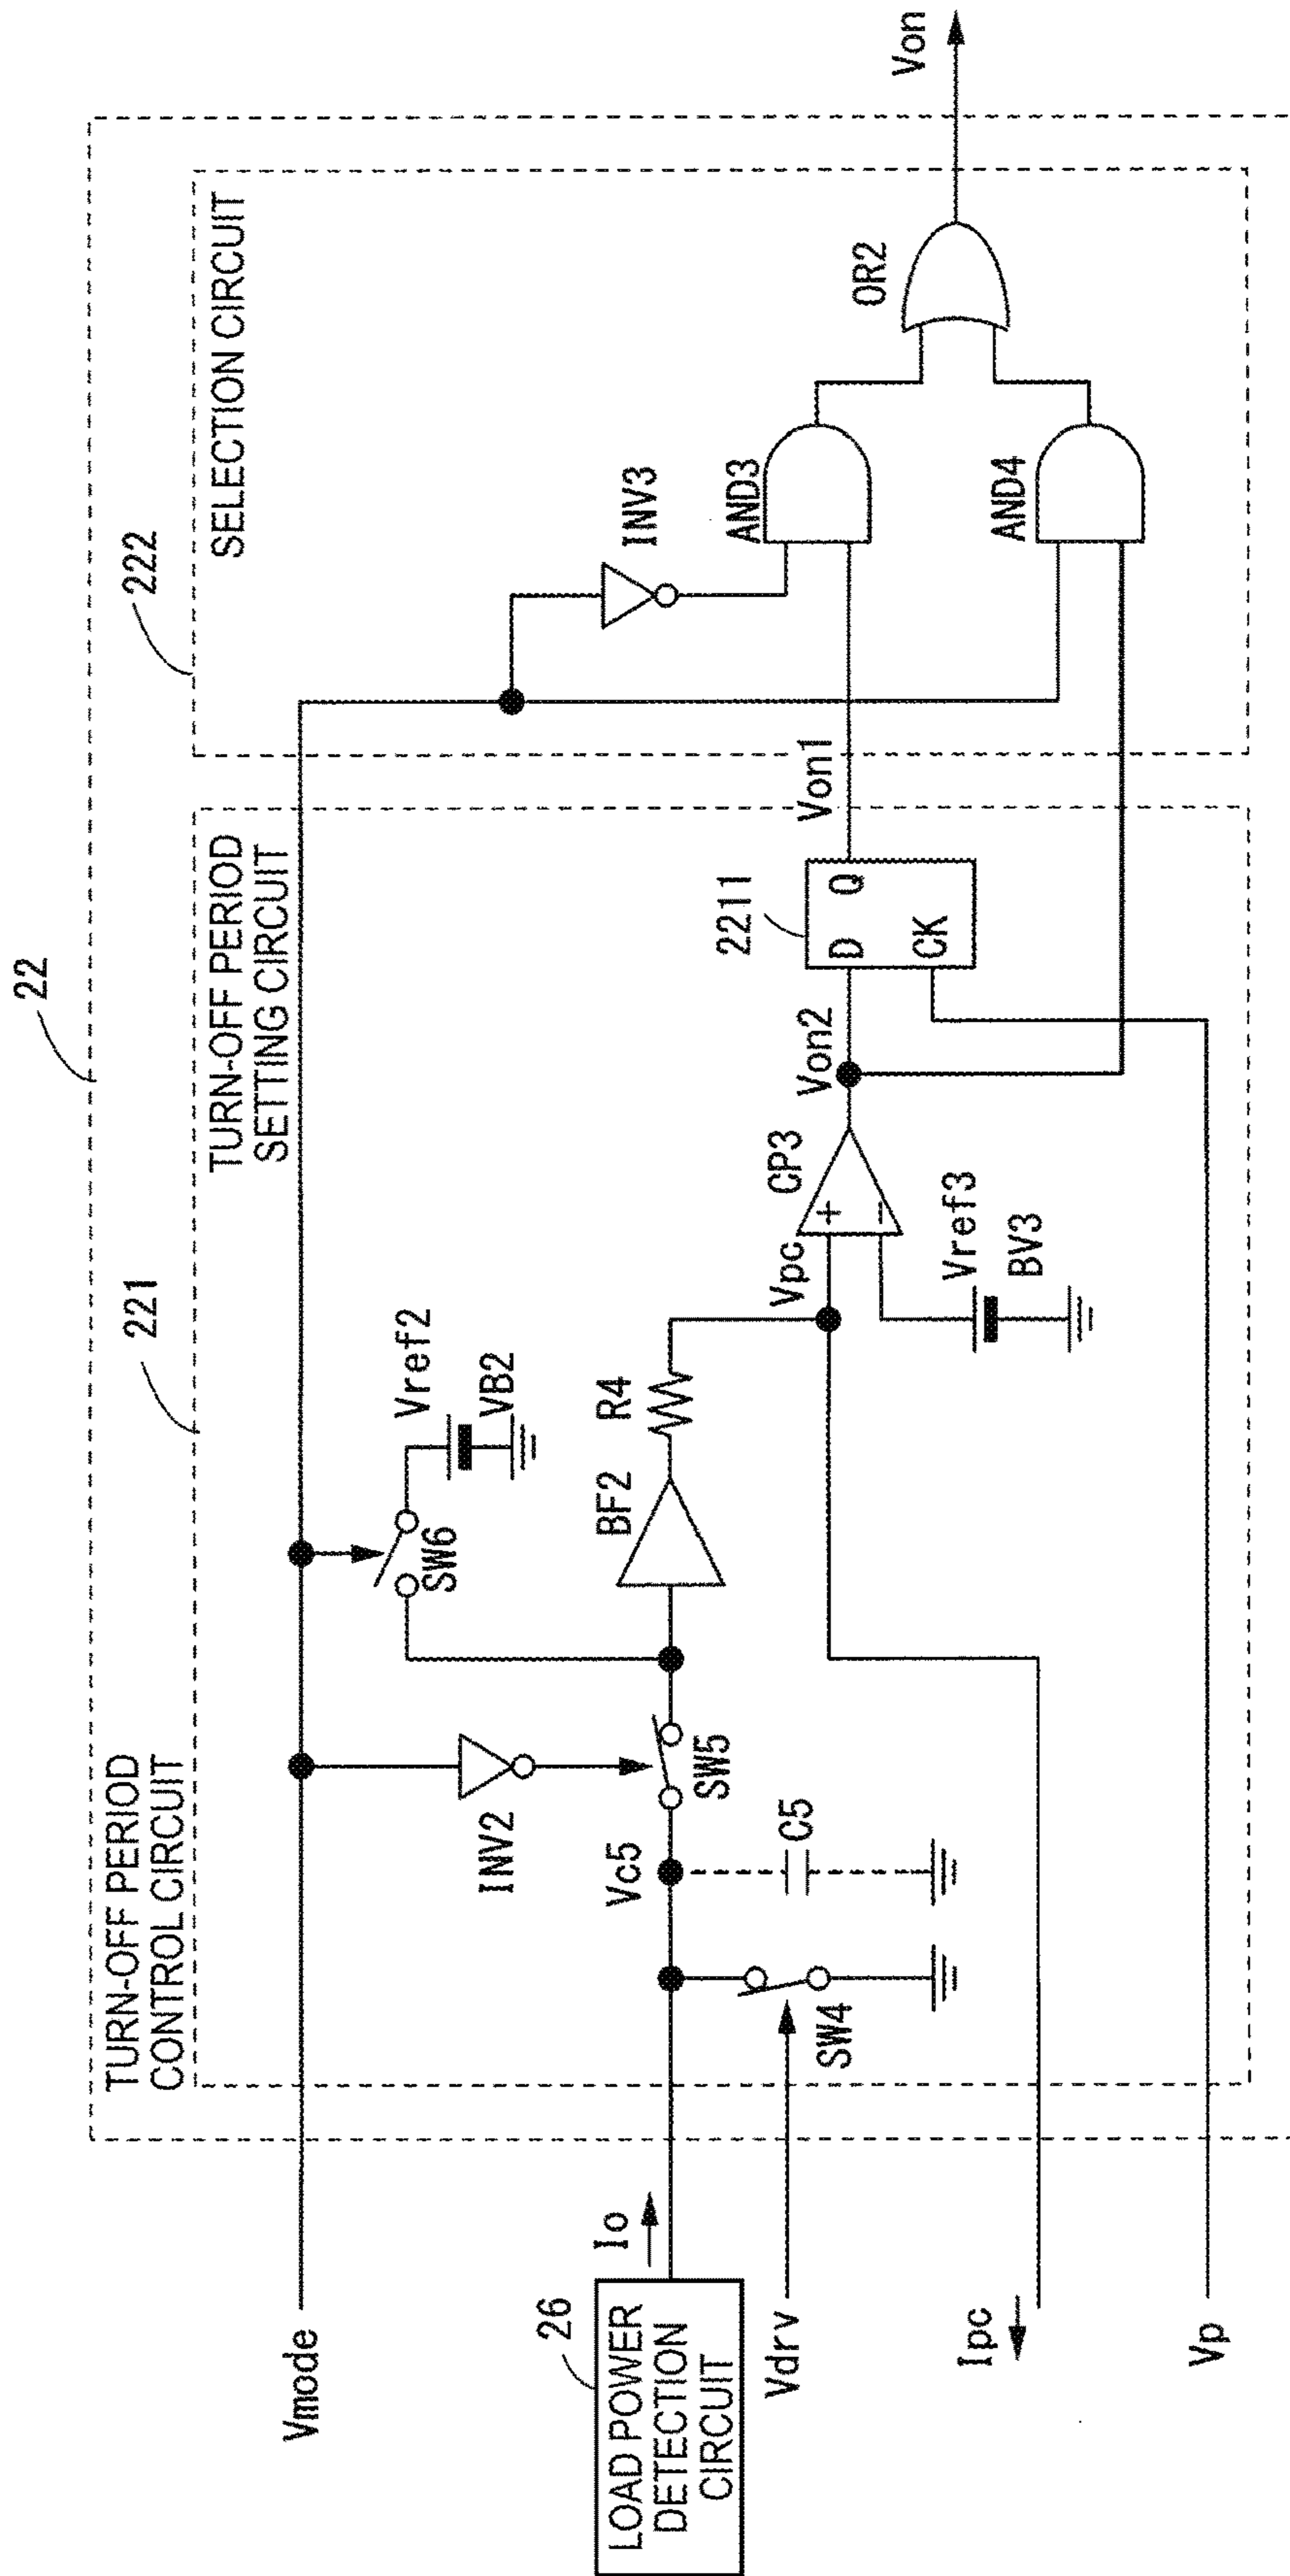 22
TURN-OFF PERIOD
CONTROL CIRCUIT
221
222
TURN-OFF PERIOD
SETTING CIRCUIT
SELECTION CIRCUIT
Vmode
SW6
Vref2
VB2
INV2
INV3
26
LOAD POWER
DETECTION
CIRCUIT
Io
Vc5
SW5
BF2
R4
C5
SW4
Vdrv
Vpc
CP3
+
−
Vref3
BV3
Von2
2211
D
Q
CK
Von1
AND3
AND4
OR2
Von
Ipc
Vp